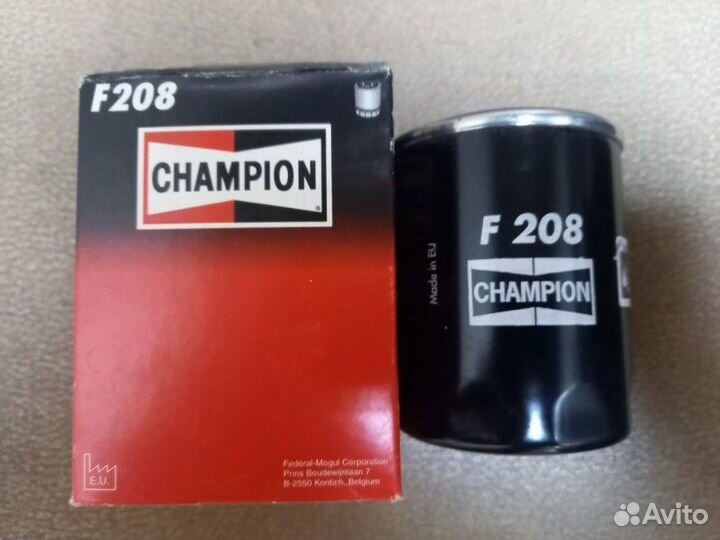 F208
CHAMPION
E.U.
Federal-Mogul Corporation
Prins Boudewijnlaan 7
B-2550 Kontich, Belgium
F 208
CHAMPION
Made in EU
Avito